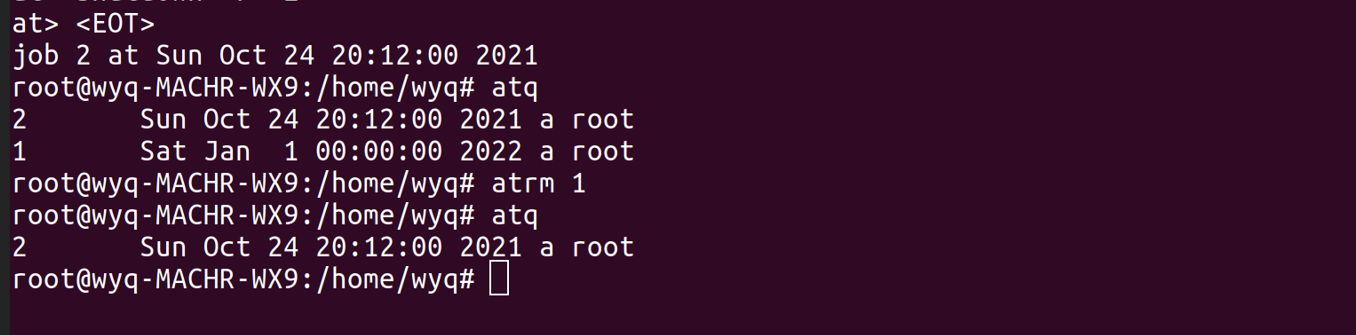 at> <EOT>
job 2 at Sun Oct 24 20:12:00 2021
root@wyq-MACHR-WX9:/home/wyq# atq
2       Sun Oct 24 20:12:00 2021 a root
1       Sat Jan  1 00:00:00 2022 a root
root@wyq-MACHR-WX9:/home/wyq# atrm 1
root@wyq-MACHR-WX9:/home/wyq# atq
2       Sun Oct 24 20:12:00 2021 a root
root@wyq-MACHR-WX9:/home/wyq#